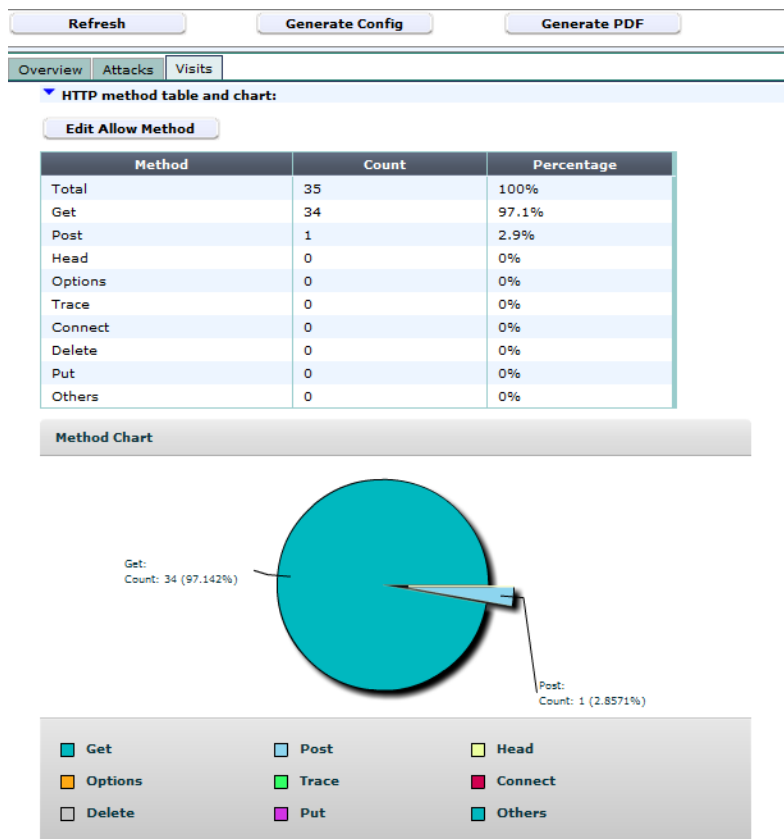 Refresh Generate Config Generate PDF
Overview Attacks Visits
HTTP method table and chart:
Edit Allow Method
Method Count Percentage
Total 35 100%
Get 34 97.1%
Post 1 2.9%
Head 0 0%
Options 0 0%
Trace 0 0%
Connect 0 0%
Delete 0 0%
Put 0 0%
Others 0 0%
Method Chart
Get:
Count: 34 (97.142%)
Post:
Count: 1 (2.8571%)
Get Post Head
Options Trace Connect
Delete Put Others